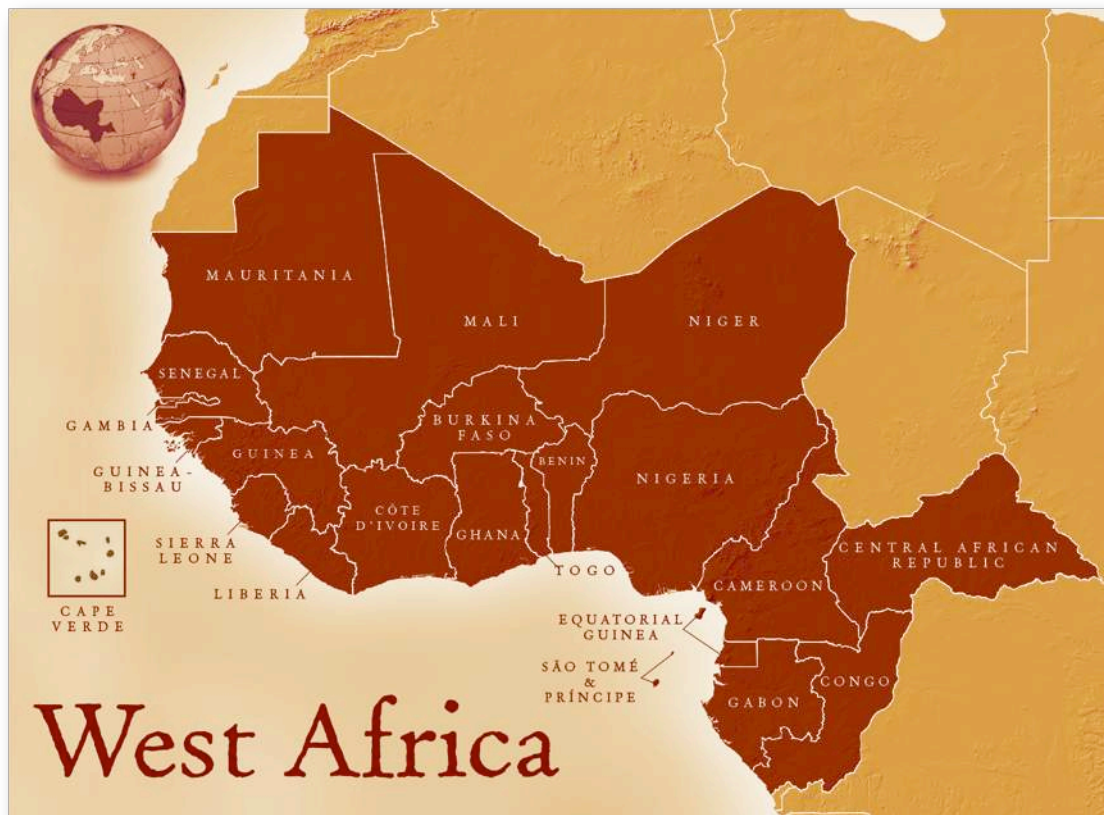 MAURITANIA
MALI
NIGER
SENEGAL
GAMBIA
BURKINA
FASO
GUINEA
BENIN
GUINEA-
BISSAU
NIGERIA
CÔTE
D'IVOIRE
GHANA
SIERRA
LEONE
CENTRAL AFRICAN
REPUBLIC
TOGO
LIBERIA
CAMEROON
CAPE
VERDE
EQUATORIAL
GUINEA
SÃO TOMÉ
&
PRÍNCIPE
CONGO
GABON
West Africa